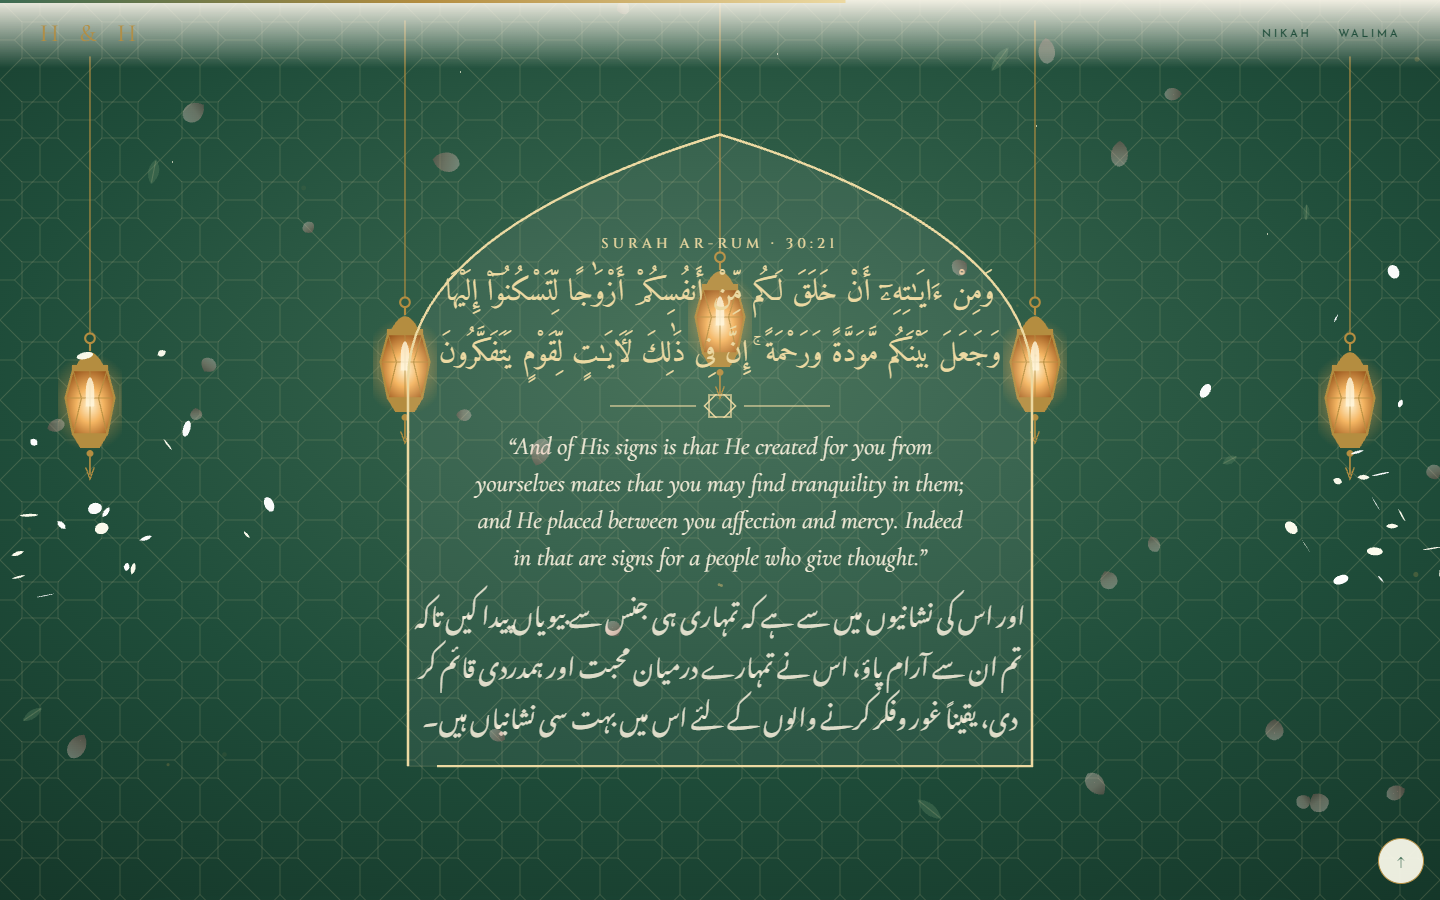 H & H
NIKAH WALIMA
SURAH AR-RUM · 30:21
وَمِنْ ءَايَـٰتِهِۦٓ أَنْ خَلَقَ لَكُم مِّنْ أَنفُسِكُمْ أَزْوَٰجًا لِّتَسْكُنُوٓا۟ إِلَيْهَا
وَجَعَلَ بَيْنَكُم مَّوَدَّةً وَرَحْمَةً ۚ إِنَّ فِى ذَٰلِكَ لَـَٔايَـٰتٍ لِّقَوْمٍ يَتَفَكَّرُونَ
“And of His signs is that He created for you from
yourselves mates that you may find tranquility in them;
and He placed between you affection and mercy. Indeed
in that are signs for a people who give thought.”
اور اس کی نشانیوں میں سے ہے کہ تمہاری ہی جنس سے بیویاں پیدا کیں تاکہ
تم ان سے آرام پاؤ، اس نے تمہارے درمیان محبت اور ہمدردی قائم کر
دی، یقیناً غور وفکر کرنے والوں کے لئے اس میں بہت سی نشانیاں ہیں۔
↑